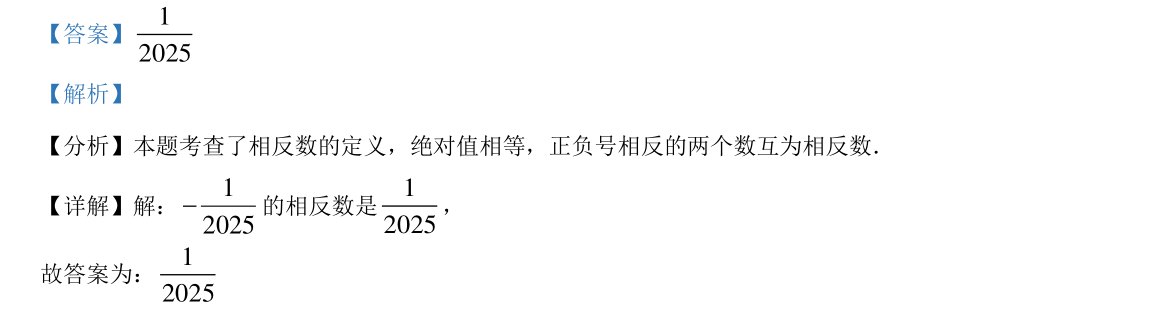 【答案】1/2025
【解析】
【分析】本题考查了相反数的定义，绝对值相等，正负号相反的两个数互为相反数．
【详解】解：−1/2025的相反数是1/2025，
故答案为：1/2025